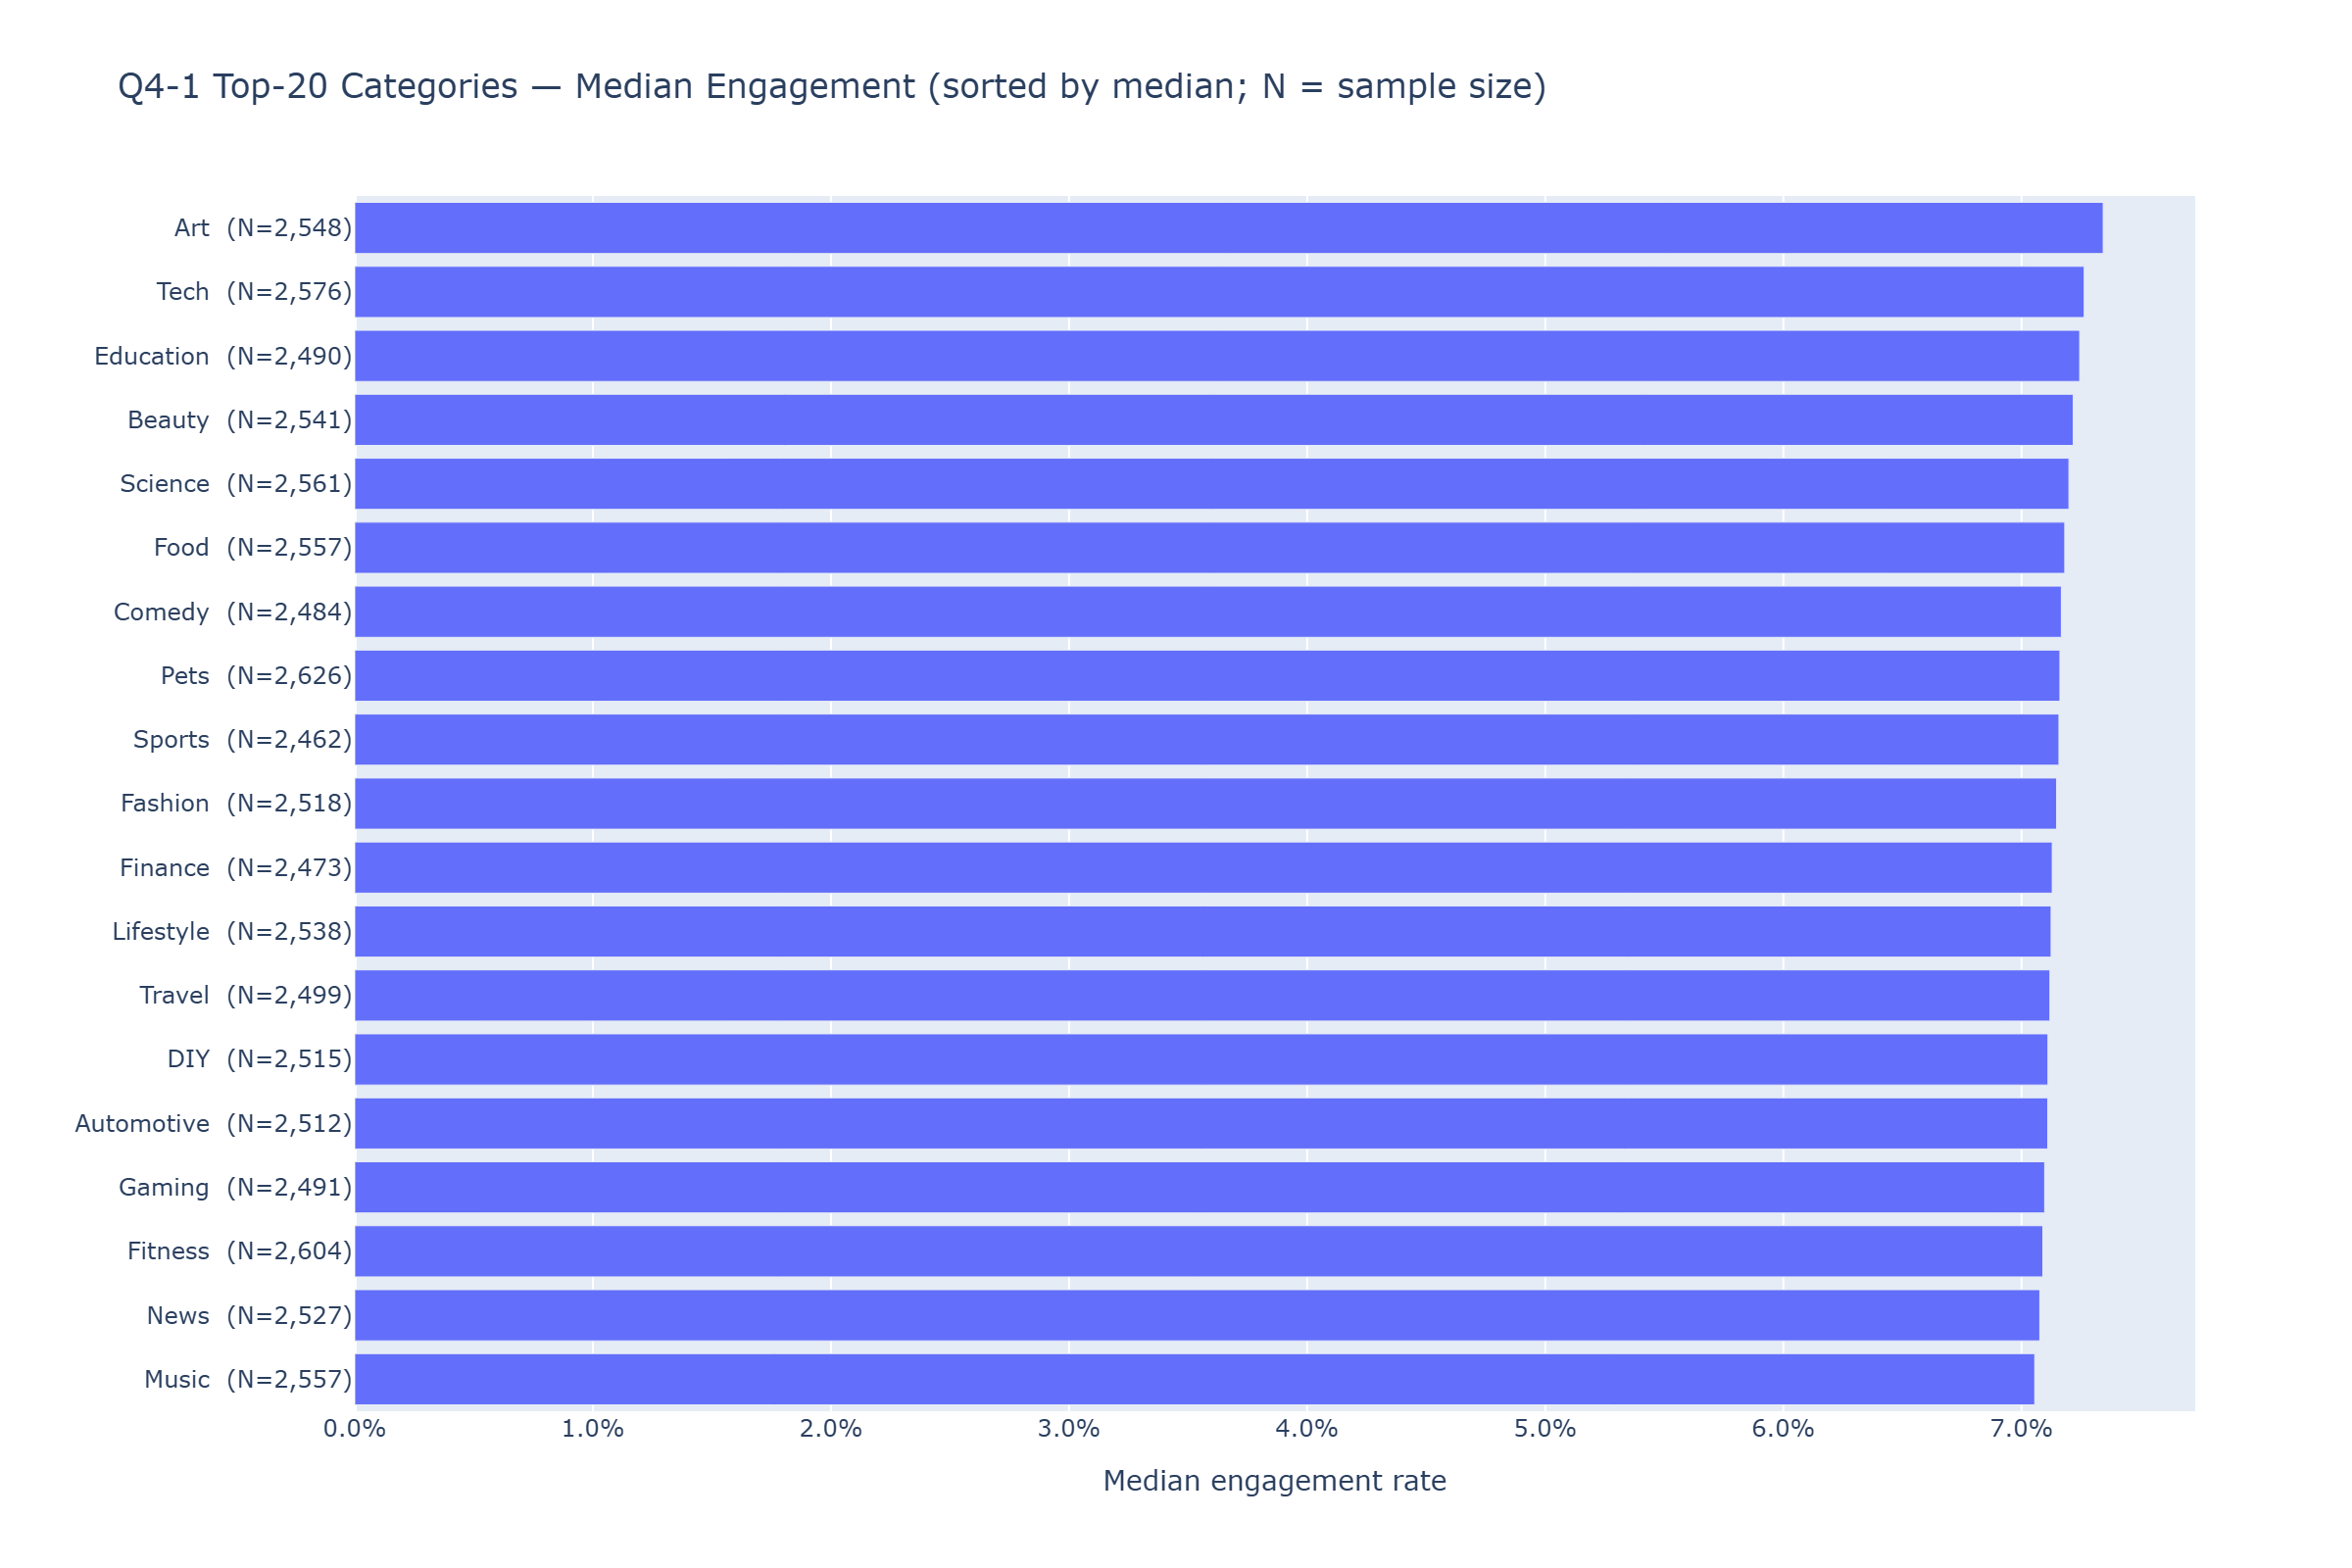 Q4-1 Top-20 Categories — Median Engagement (sorted by median; N = sample size)
Art (N=2,548)
Tech (N=2,576)
Education (N=2,490)
Beauty (N=2,541)
Science (N=2,561)
Food (N=2,557)
Comedy (N=2,484)
Pets (N=2,626)
Sports (N=2,462)
Fashion (N=2,518)
Finance (N=2,473)
Lifestyle (N=2,538)
Travel (N=2,499)
DIY (N=2,515)
Automotive (N=2,512)
Gaming (N=2,491)
Fitness (N=2,604)
News (N=2,527)
Music (N=2,557)
0.0% 1.0% 2.0% 3.0% 4.0% 5.0% 6.0% 7.0%
Median engagement rate